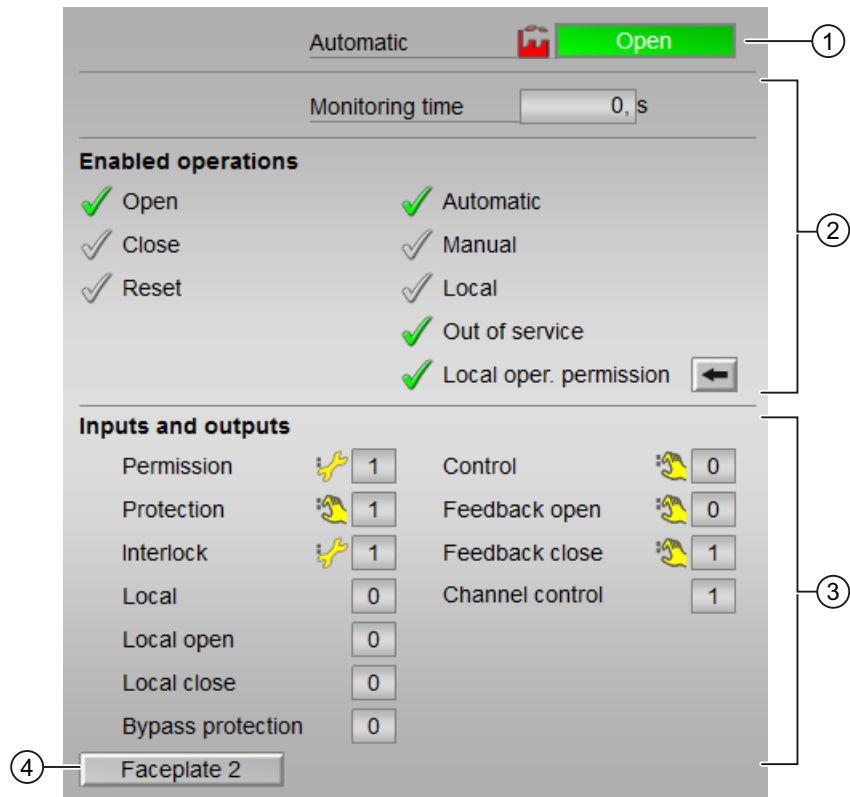 Automatic Open ①
Monitoring time 0, s
Enabled operations
Open Automatic
②
Close Manual
Reset Local
Out of service
Local oper. permission
Inputs and outputs
Permission 1 Control 0
Protection 1 Feedback open 0
Interlock 1 Feedback close 1
Local 0 Channel control 1 ③
Local open 0
Local close 0
Bypass protection 0
④ Faceplate 2